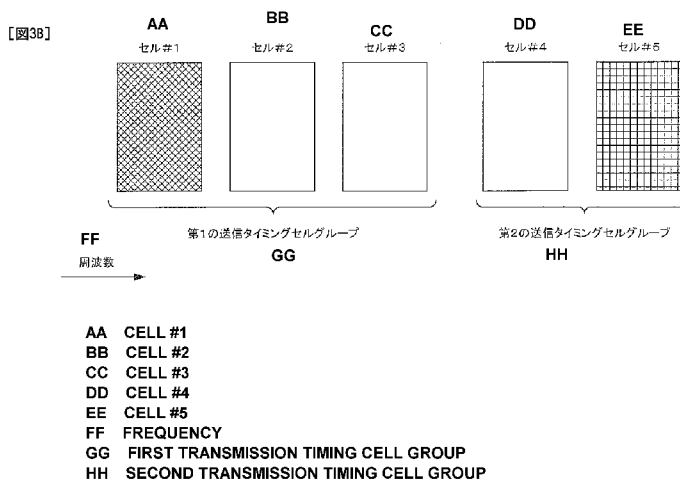 [図3B]
AA BB CC DD EE
セル#1 セル#2 セル#3 セル#4 セル#5
第1の送信タイミングセルグループ 第2の送信タイミングセルグループ
FF GG HH
周波数
AA CELL #1
BB CELL #2
CC CELL #3
DD CELL #4
EE CELL #5
FF FREQUENCY
GG FIRST TRANSMISSION TIMING CELL GROUP
HH SECOND TRANSMISSION TIMING CELL GROUP